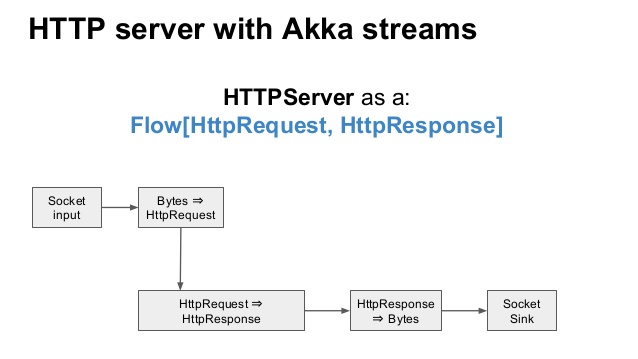 HTTP server with Akka streams
HTTPServer as a:
Flow[HttpRequest, HttpResponse]
Socket
input
Bytes ⇒
HttpRequest
HttpRequest ⇒
HttpResponse
HttpResponse
⇒ Bytes
Socket
Sink